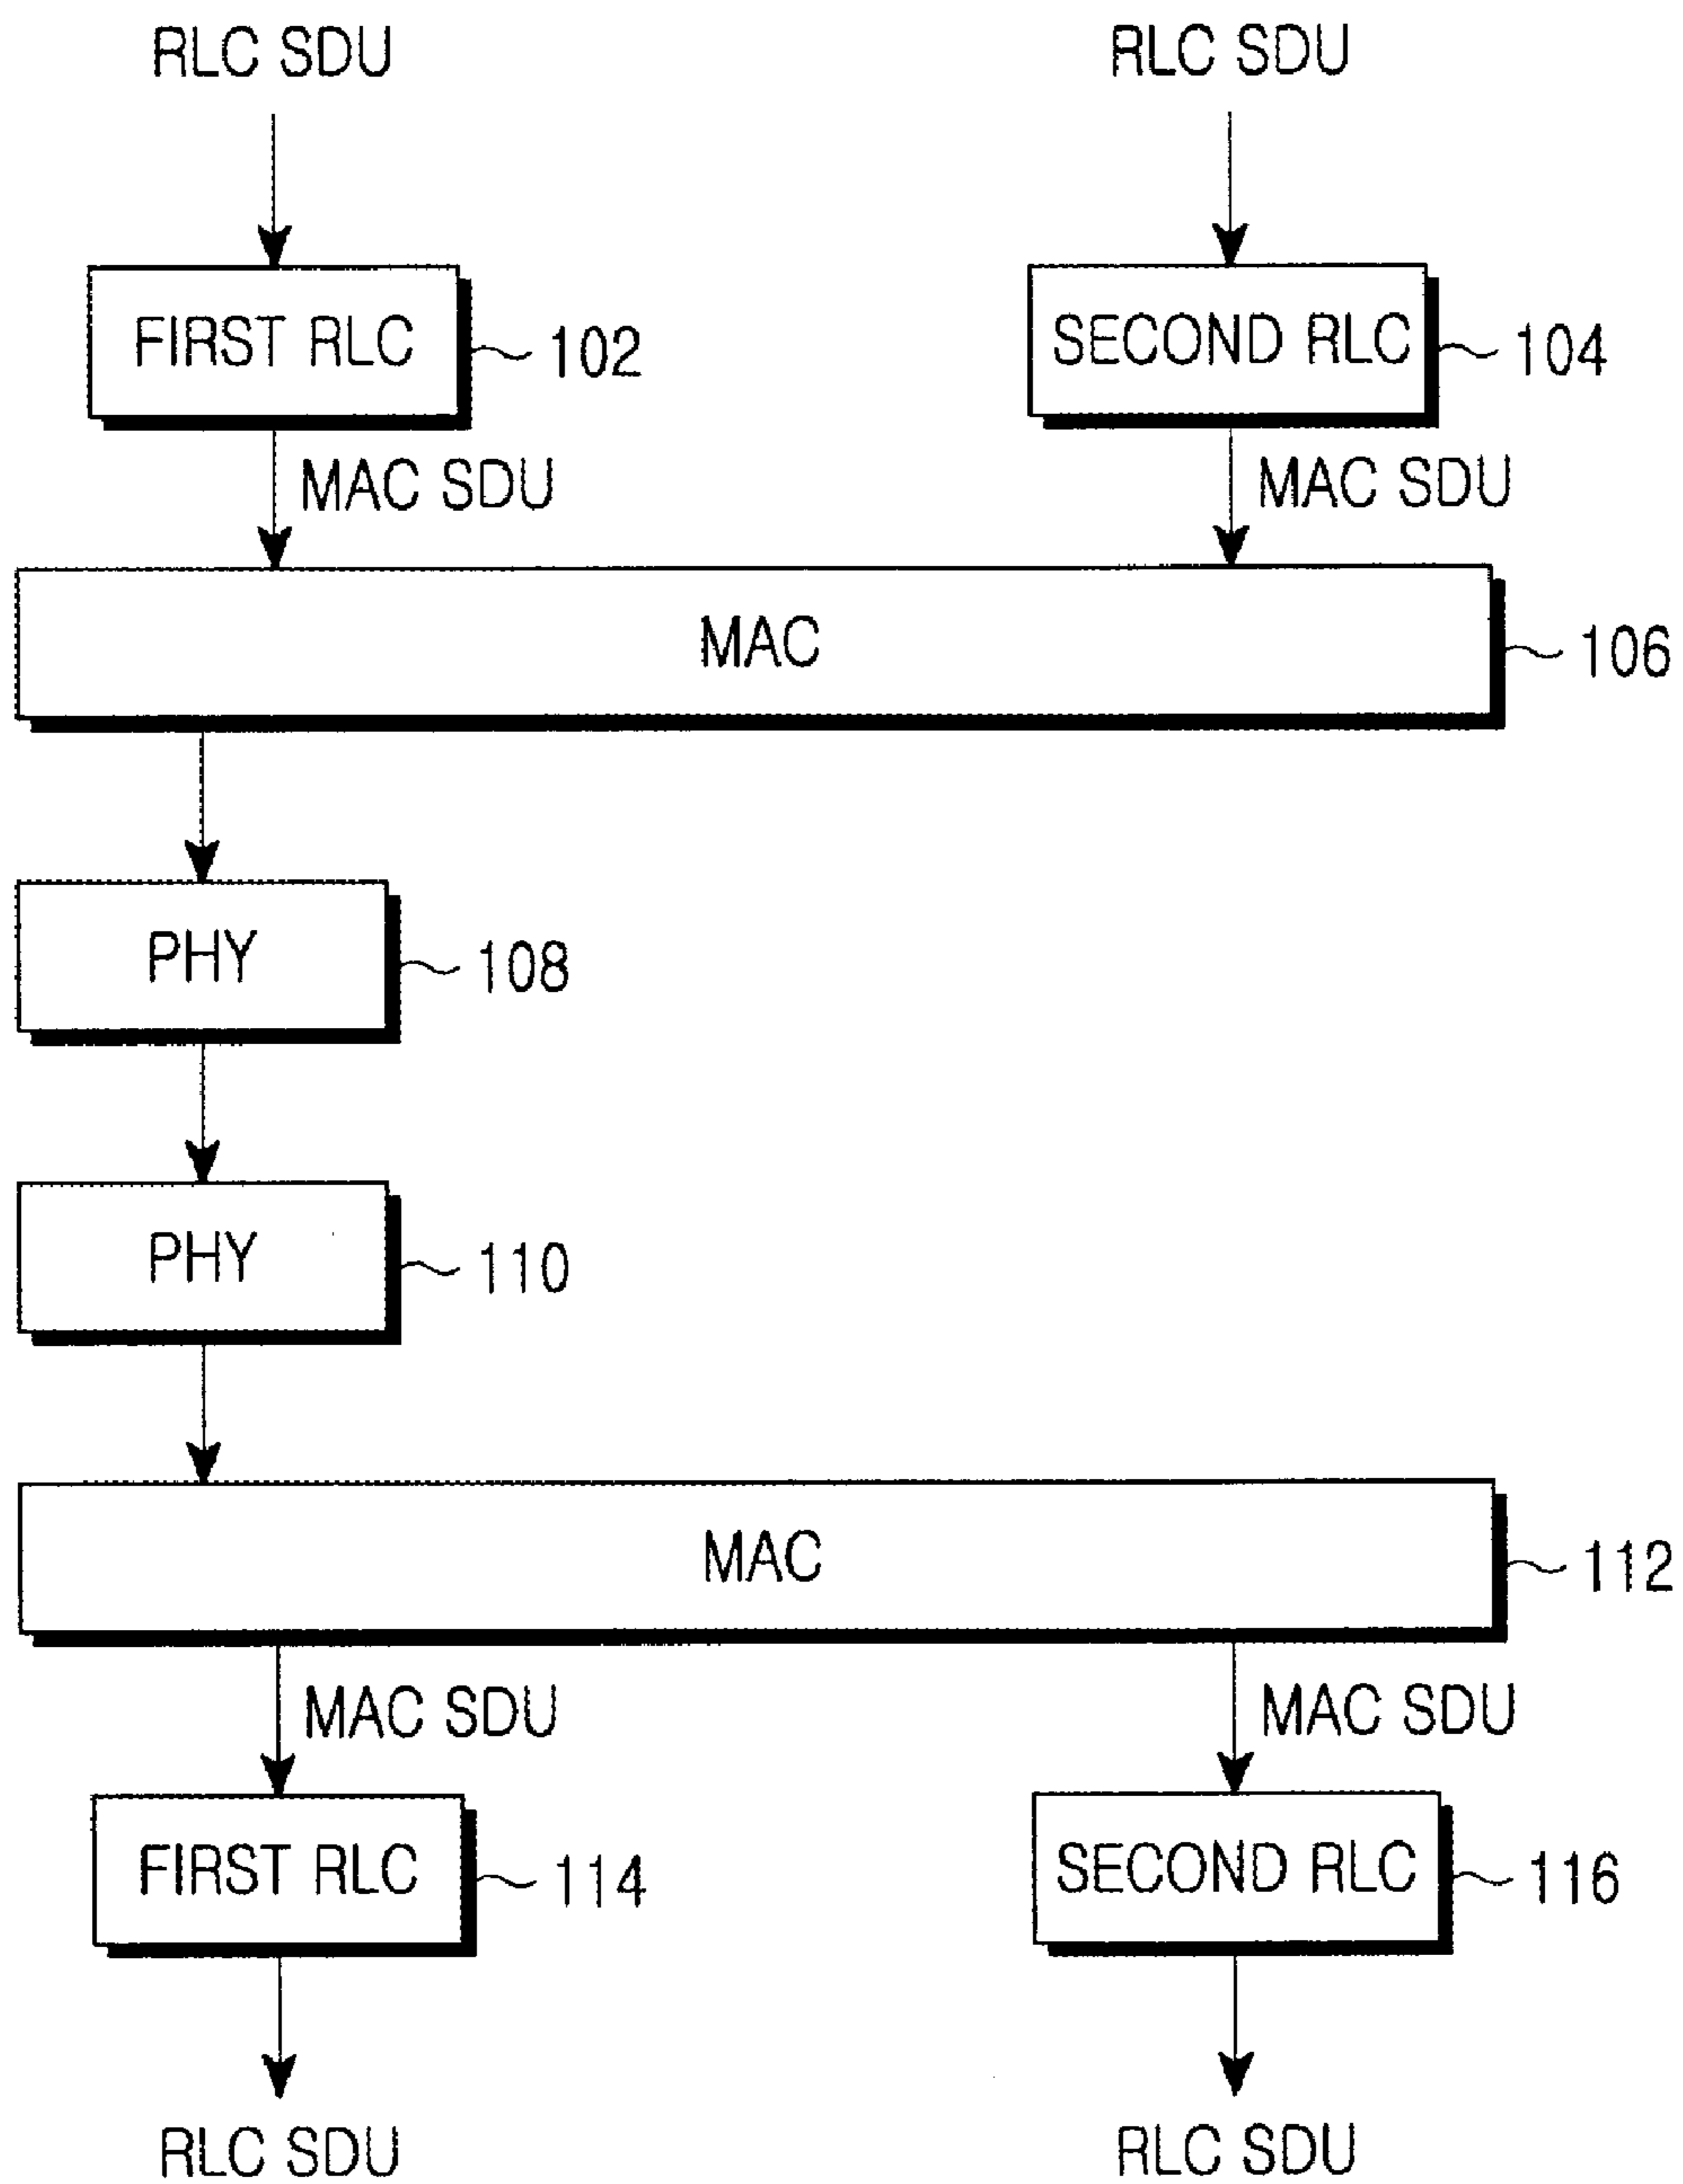 RLC SDU
RLC SDU
FIRST RLC
102
SECOND RLC
104
MAC SDU
MAC SDU
MAC
106
PHY
108
PHY
110
MAC
112
MAC SDU
MAC SDU
FIRST RLC
114
SECOND RLC
116
RLC SDU
RLC SDU